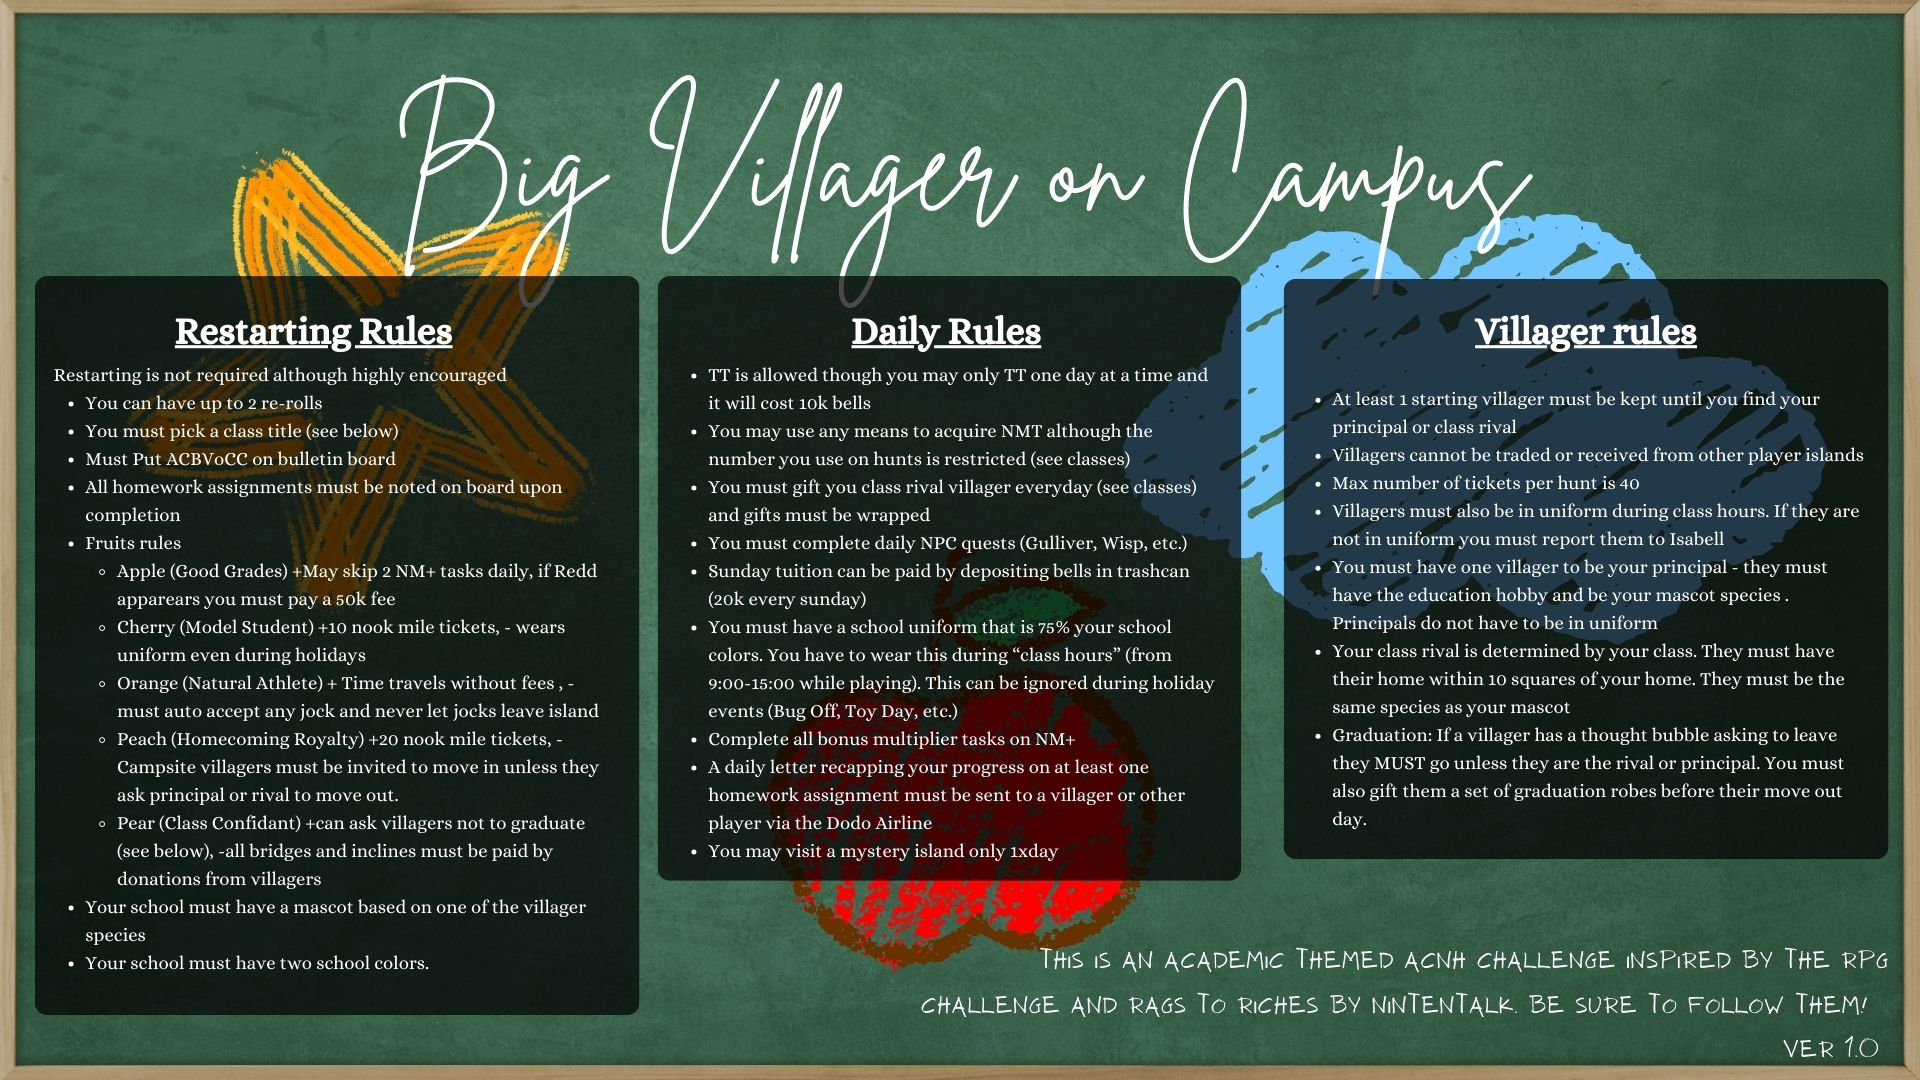 Big Villager on Campus
Restarting Rules
Restarting is not required although highly encouraged
• You can have up to 2 re-rolls
• You must pick a class title (see below)
• Must Put ACBVoCC on bulletin board
• All homework assignments must be noted on board upon
completion
• Fruits rules
◦ Apple (Good Grades) +May skip 2 NM+ tasks daily, if Redd
apparears you must pay a 50k fee
◦ Cherry (Model Student) +10 nook mile tickets, - wears
uniform even during holidays
◦ Orange (Natural Athlete) + Time travels without fees , -
must auto accept any jock and never let jocks leave island
◦ Peach (Homecoming Royalty) +20 nook mile tickets, -
Campsite villagers must be invited to move in unless they
ask principal or rival to move out.
◦ Pear (Class Confidant) +can ask villagers not to graduate
(see below), -all bridges and inclines must be paid by
donations from villagers
• Your school must have a mascot based on one of the villager
species
• Your school must have two school colors.
Daily Rules
• TT is allowed though you may only TT one day at a time and
it will cost 10k bells
• You may use any means to acquire NMT although the
number you use on hunts is restricted (see classes)
• You must gift you class rival villager everyday (see classes)
and gifts must be wrapped
• You must complete daily NPC quests (Gulliver, Wisp, etc.)
• Sunday tuition can be paid by depositing bells in trashcan
(20k every sunday)
• You must have a school uniform that is 75% your school
colors. You have to wear this during “class hours” (from
9:00-15:00 while playing). This can be ignored during holiday
events (Bug Off, Toy Day, etc.)
• Complete all bonus multiplier tasks on NM+
• A daily letter recapping your progress on at least one
homework assignment must be sent to a villager or other
player via the Dodo Airline
• You may visit a mystery island only 1xday
Villager rules
• At least 1 starting villager must be kept until you find your
principal or class rival
• Villagers cannot be traded or received from other player islands
• Max number of tickets per hunt is 40
• Villagers must also be in uniform during class hours. If they are
not in uniform you must report them to Isabell
• You must have one villager to be your principal - they must
have the education hobby and be your mascot species .
Principals do not have to be in uniform
• Your class rival is determined by your class. They must have
their home within 10 squares of your home. They must be the
same species as your mascot
• Graduation: If a villager has a thought bubble asking to leave
they MUST go unless they are the rival or principal. You must
also gift them a set of graduation robes before their move out
day.
THIS IS AN ACADEMIC THEMED ACNH CHALLENGE INSPIRED BY THE RPG
CHALLENGE AND RAGS TO RICHES BY NINTENTALK. BE SURE TO FOLLOW THEM!
VER 1.0